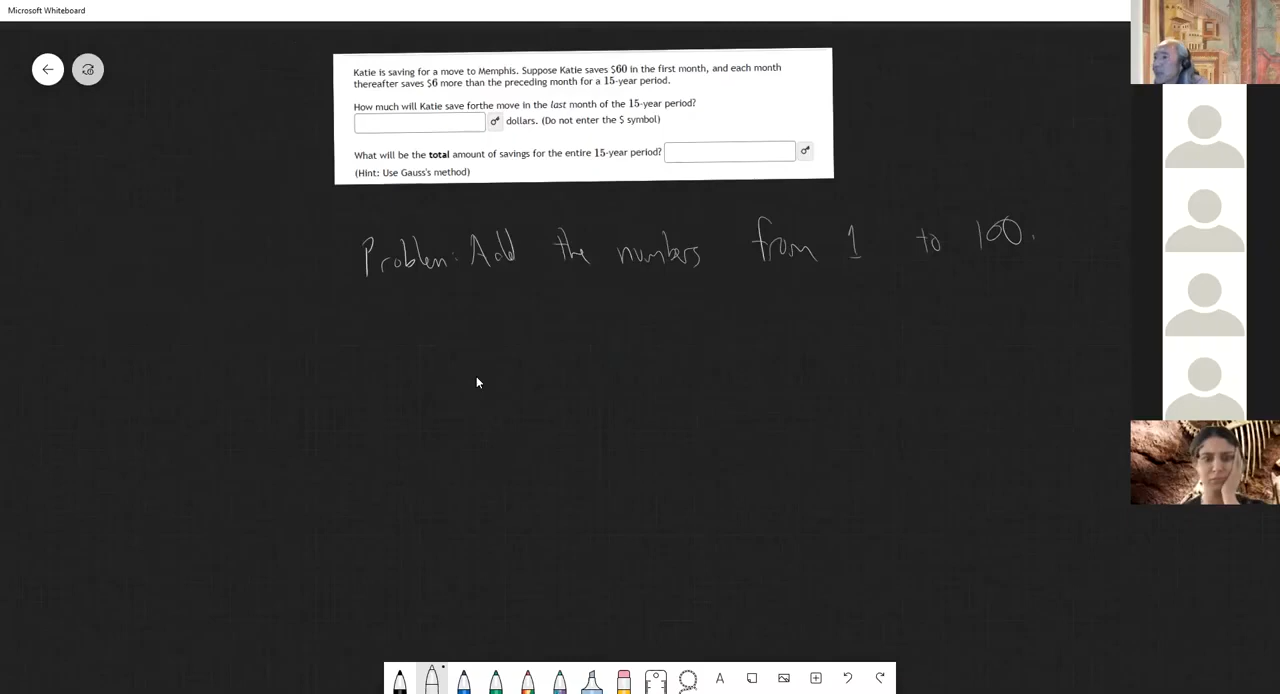 Microsoft Whiteboard
Katie is saving for a move to Memphis. Suppose Katie saves $60 in the first month, and each month
thereafter saves $6 more than the preceding month for a 15-year period.
How much will Katie save forthe move in the last month of the 15-year period?
dollars. (Do not enter the $ symbol)
What will be the total amount of savings for the entire 15-year period?
(Hint: Use Gauss's method)
Problem: Add the numbers from 1 to 100.
A